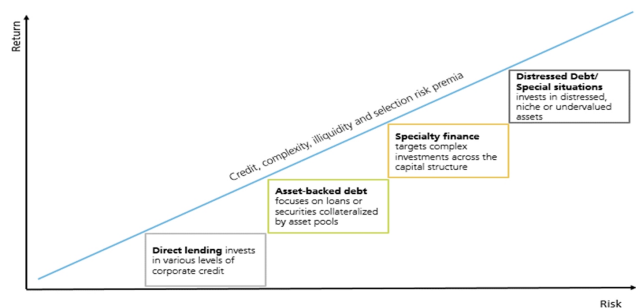 Return
Distressed Debt/
Special situations
invests in distressed,
niche or undervalued
assets
Credit, complexity, illiquidity and selection risk premia
Specialty finance
targets complex
investments across the
capital structure
Asset-backed debt
focuses on loans or
securities collateralized
by asset pools
Direct lending invests
in various levels of
corporate credit
Risk